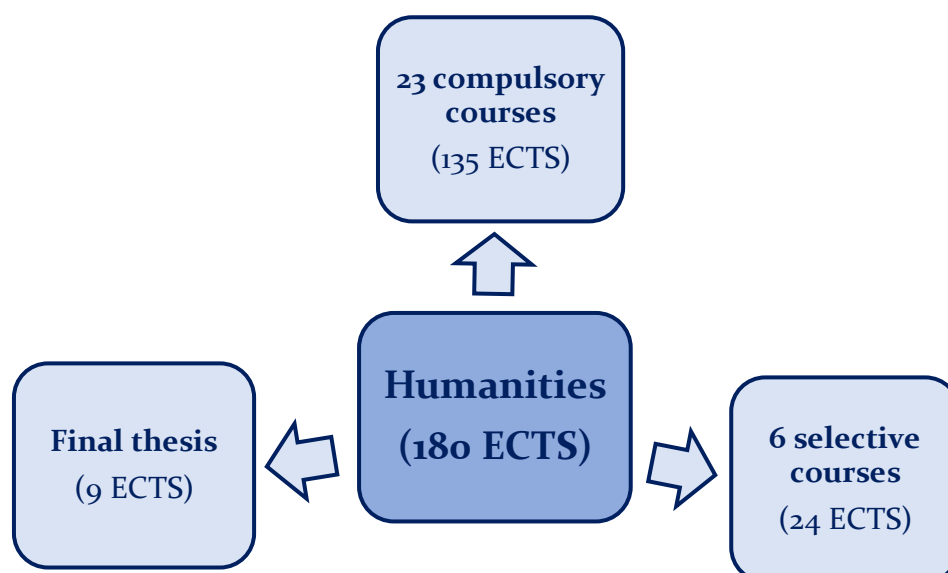 23 compulsory
courses
(135 ECTS)
Humanities
(180 ECTS)
Final thesis
(9 ECTS)
6 selective
courses
(24 ECTS)